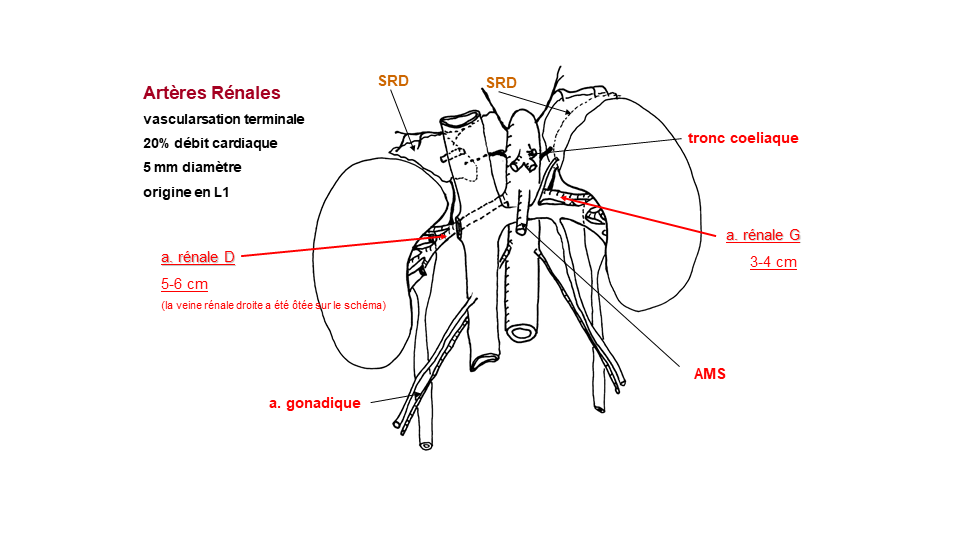 SRD
SRD
Artères Rénales
vascularsation terminale
20% débit cardiaque
5 mm diamètre
origine en L1
tronc coeliaque
a. rénale G
3-4 cm
a. rénale D
5-6 cm
(la veine rénale droite a été ôtée sur le schéma)
AMS
a. gonadique